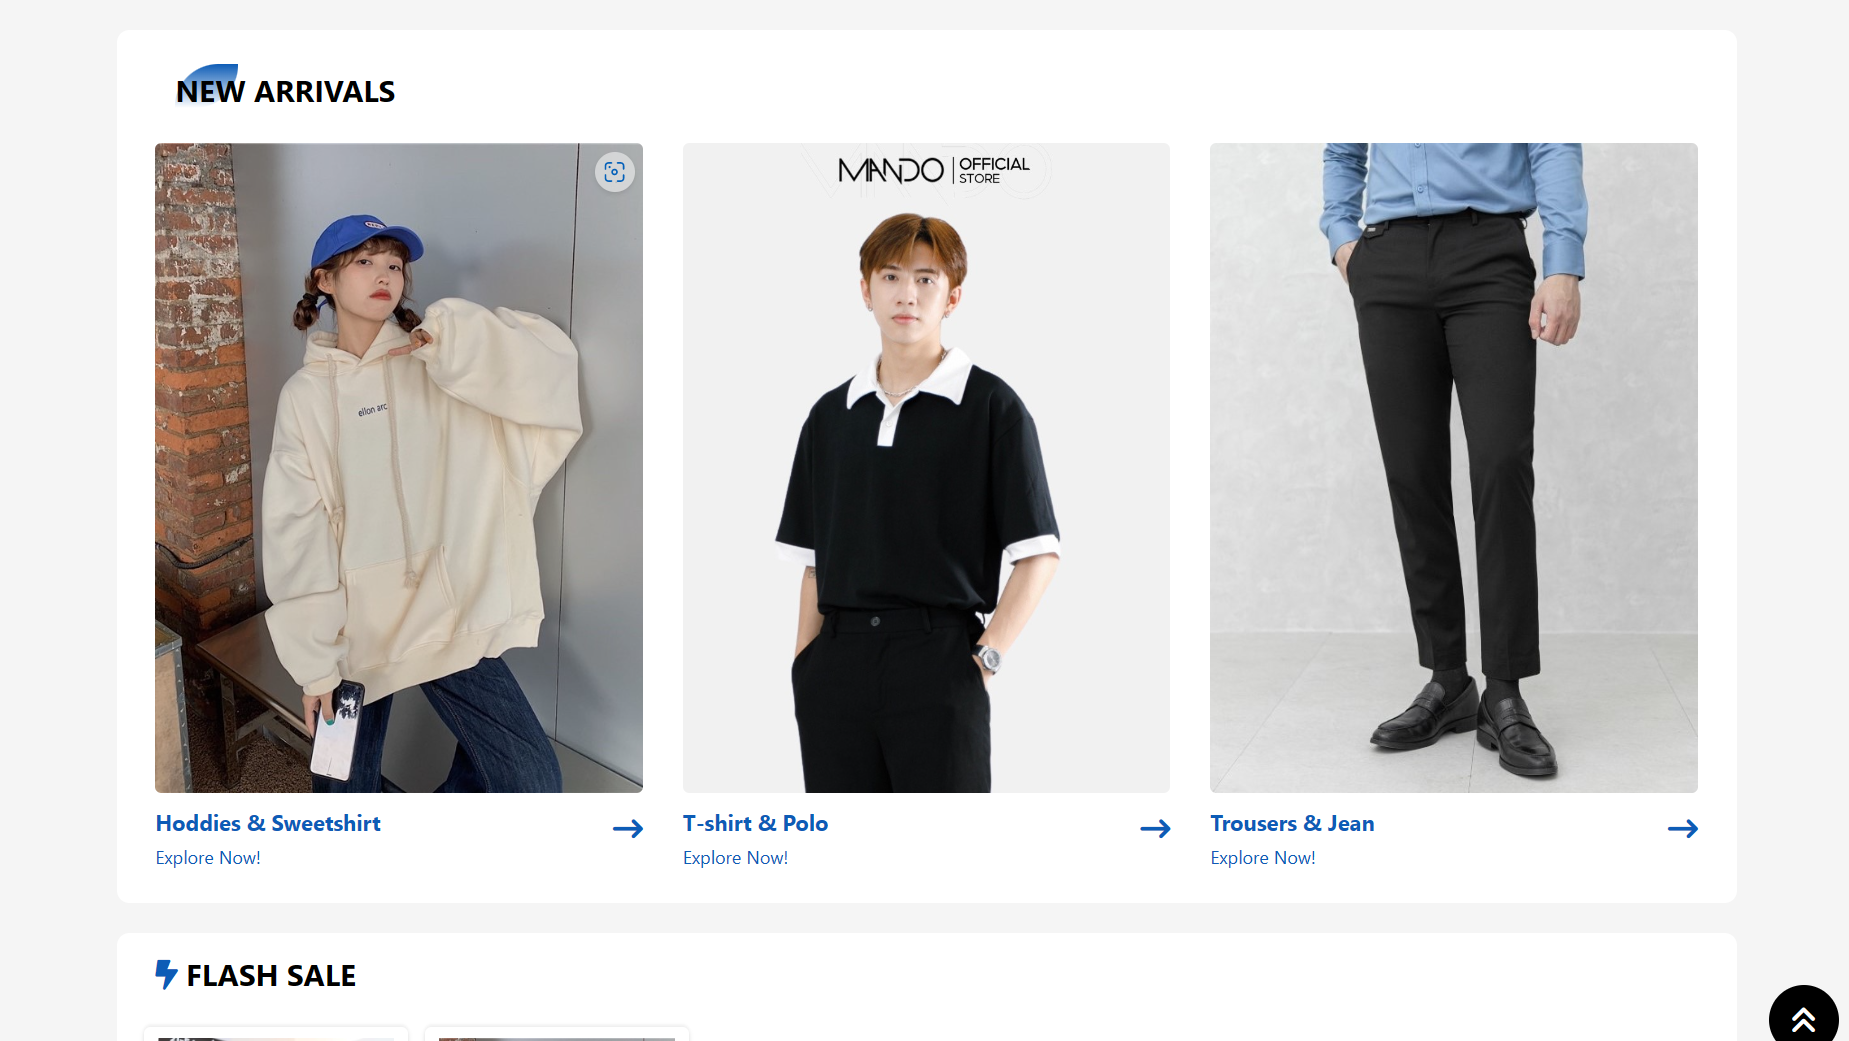 NEW ARRIVALS
MANDO OFFICIAL
STORE
ellon arc
Hoddies & Sweetshirt
Explore Now!
T-shirt & Polo
Explore Now!
Trousers & Jean
Explore Now!
FLASH SALE